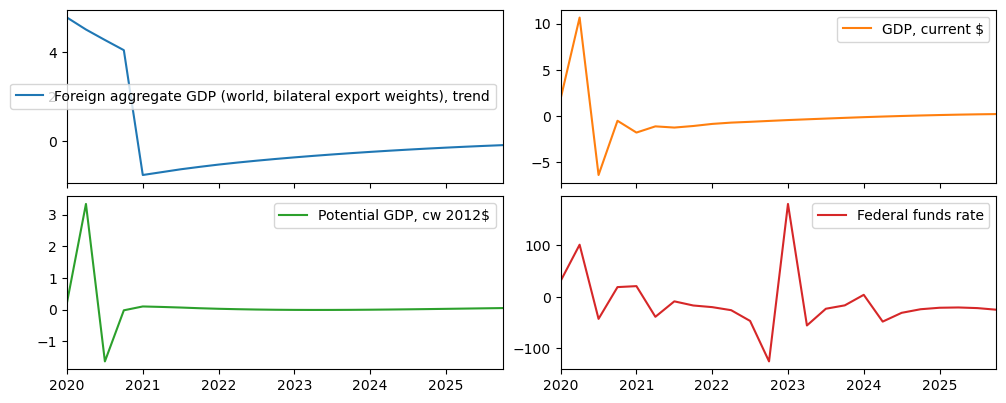 4
2
0
Foreign aggregate GDP (world, bilateral export weights), trend
10
5
0
−5
GDP, current $
3
2
1
0
−1
Potential GDP, cw 2012$
2020 2021 2022 2023 2024 2025
100
0
−100
Federal funds rate
2020 2021 2022 2023 2024 2025